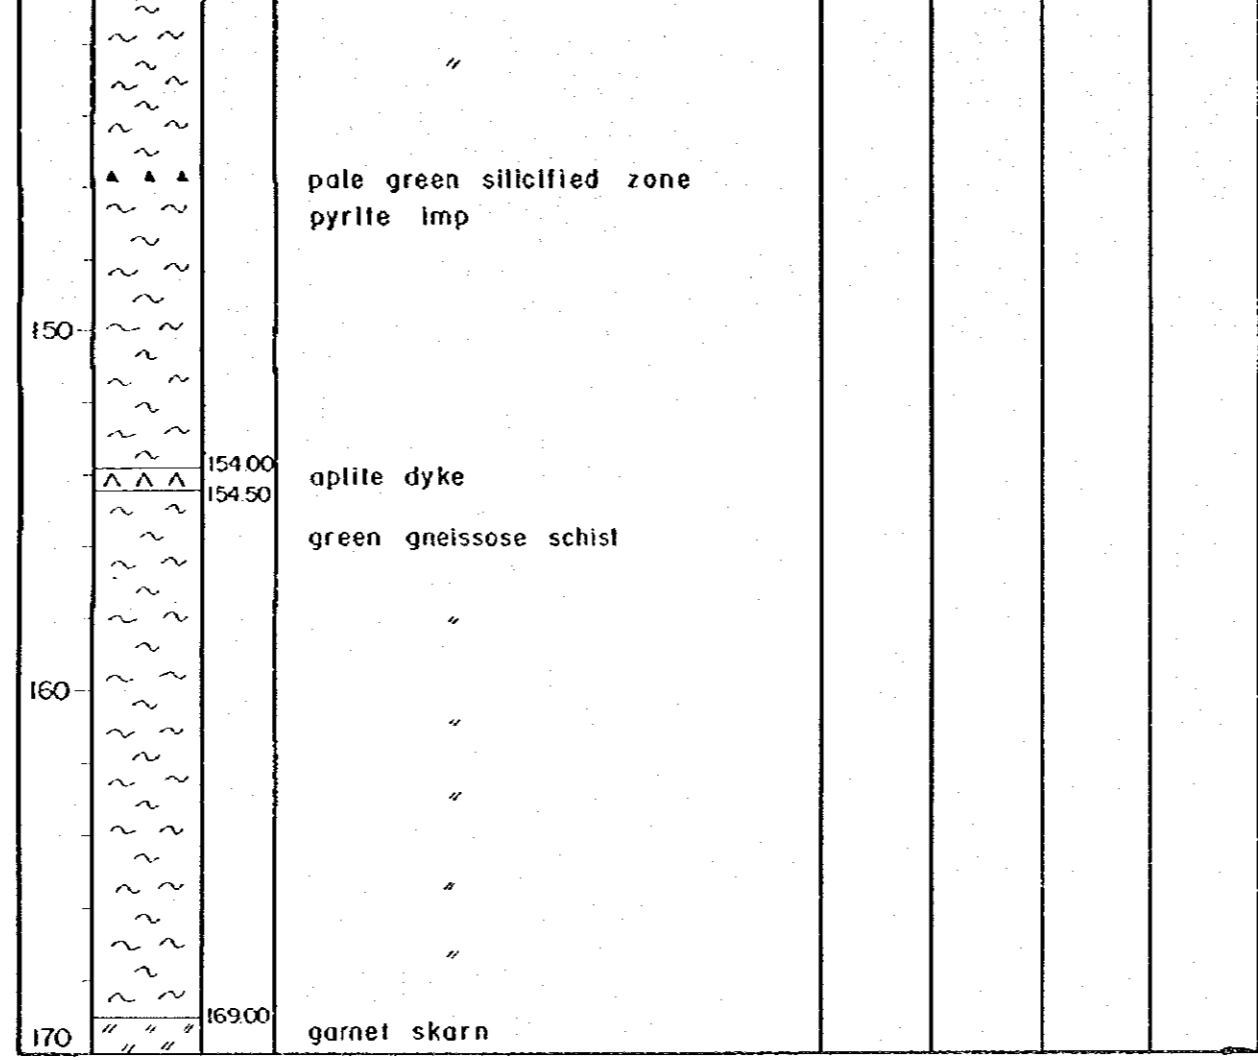 〃
pale green silicified zone
pyrite imp
150
154.00
aplite dyke
154.50
green gneissose schist
〃
160
〃
〃
〃
〃
169.00
170
garnet skarn